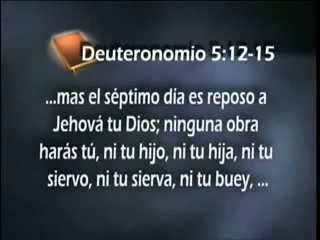 Deuteronomio 5:12-15
...mas el séptimo día es reposo a
Jehová tu Dios; ninguna obra
harás tú, ni tu hijo, ni tu hija, ni tu
siervo, ni tu sierva, ni tu buey, ...